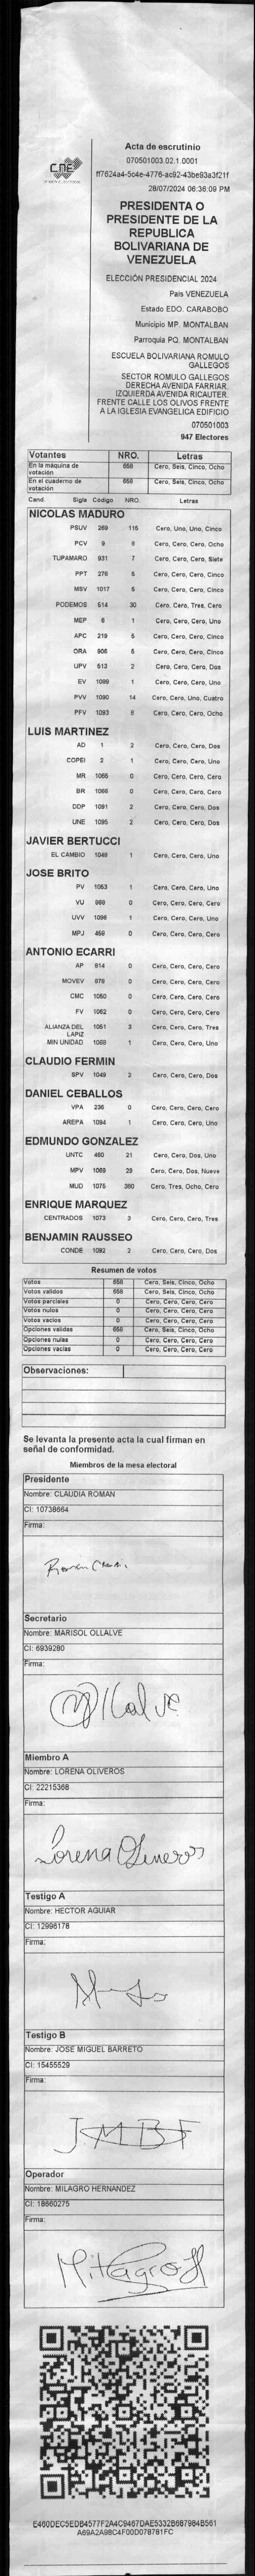 CNE
Acta de escrutinio
070501003.02.1.0001
ff7624a4-5c4e-4776-ac92-43be93a3f21f
28/07/2024 06:36:09 PM
PRESIDENTA O
PRESIDENTE DE LA
REPUBLICA
BOLIVARIANA DE
VENEZUELA
ELECCIÓN PRESIDENCIAL 2024
País VENEZUELA
Estado EDO. CARABOBO
Municipio MP. MONTALBAN
Parroquia PQ. MONTALBAN
ESCUELA BOLIVARIANA ROMULO
GALLEGOS
SECTOR ROMULO GALLEGOS
DERECHA AVENIDA FARRIAR.
IZQUIERDA AVENIDA RICAUTER.
FRENTE CALLE LOS OLIVOS FRENTE
A LA IGLESIA EVANGELICA EDIFICIO
070501003
947 Electores
Votantes NRO. Letras
En la máquina de votación 658 Cero, Seis, Cinco, Ocho
En el cuaderno de votación 658 Cero, Seis, Cinco, Ocho
Cand. Sigla Código NRO. Letras
NICOLAS MADURO
PSUV 269 115 Cero, Uno, Uno, Cinco
PCV 9 8 Cero, Cero, Cero, Ocho
TUPAMARO 931 7 Cero, Cero, Cero, Siete
PPT 276 5 Cero, Cero, Cero, Cinco
MSV 1017 5 Cero, Cero, Cero, Cinco
PODEMOS 514 30 Cero, Cero, Tres, Cero
MEP 6 1 Cero, Cero, Cero, Uno
APC 219 5 Cero, Cero, Cero, Cinco
ORA 906 5 Cero, Cero, Cero, Cinco
UPV 513 2 Cero, Cero, Cero, Dos
EV 1089 1 Cero, Cero, Cero, Uno
PVV 1090 14 Cero, Cero, Uno, Cuatro
PFV 1093 8 Cero, Cero, Cero, Ocho
LUIS MARTINEZ
AD 1 2 Cero, Cero, Cero, Dos
COPEI 2 1 Cero, Cero, Cero, Uno
MR 1065 0 Cero, Cero, Cero, Cero
BR 1066 0 Cero, Cero, Cero, Cero
DDP 1091 2 Cero, Cero, Cero, Dos
UNE 1095 2 Cero, Cero, Cero, Dos
JAVIER BERTUCCI
EL CAMBIO 1048 1 Cero, Cero, Cero, Uno
JOSE BRITO
PV 1053 1 Cero, Cero, Cero, Uno
VU 969 0 Cero, Cero, Cero, Cero
UVV 1096 1 Cero, Cero, Cero, Uno
MPJ 459 0 Cero, Cero, Cero, Cero
ANTONIO ECARRI
AP 814 0 Cero, Cero, Cero, Cero
MOVEV 979 0 Cero, Cero, Cero, Cero
CMC 1050 0 Cero, Cero, Cero, Cero
FV 1062 0 Cero, Cero, Cero, Cero
ALIANZA DEL LAPIZ 1051 3 Cero, Cero, Cero, Tres
MIN UNIDAD 1068 1 Cero, Cero, Cero, Uno
CLAUDIO FERMIN
SPV 1049 2 Cero, Cero, Cero, Dos
DANIEL CEBALLOS
VPA 236 0 Cero, Cero, Cero, Cero
AREPA 1094 1 Cero, Cero, Cero, Uno
EDMUNDO GONZALEZ
UNTC 460 21 Cero, Cero, Dos, Uno
MPV 1069 29 Cero, Cero, Dos, Nueve
MUD 1075 380 Cero, Tres, Ocho, Cero
ENRIQUE MARQUEZ
CENTRADOS 1073 3 Cero, Cero, Cero, Tres
BENJAMIN RAUSSEO
CONDE 1092 2 Cero, Cero, Cero, Dos
Resumen de votos
Votos 658 Cero, Seis, Cinco, Ocho
Votos validos 658 Cero, Seis, Cinco, Ocho
Votos parciales 0 Cero, Cero, Cero, Cero
Votos nulos 0 Cero, Cero, Cero, Cero
Votos vacíos 0 Cero, Cero, Cero, Cero
Opciones validas 658 Cero, Seis, Cinco, Ocho
Opciones nulas 0 Cero, Cero, Cero, Cero
Opciones vacías 0 Cero, Cero, Cero, Cero
Observaciones:
Se levanta la presente acta la cual firman en
señal de conformidad.
Miembros de la mesa electoral
Presidente
Nombre: CLAUDIA ROMAN
CI: 10738664
Firma:
Secretario
Nombre: MARISOL OLLALVE
CI: 6939280
Firma:
Miembro A
Nombre: LORENA OLIVEROS
CI: 22215368
Firma:
Lorena Oliveros
Testigo A
Nombre: HECTOR AGUIAR
CI: 12996178
Firma:
Testigo B
Nombre: JOSE MIGUEL BARRETO
CI: 15455529
Firma:
JMBF
Operador
Nombre: MILAGRO HERNANDEZ
CI: 18660275
Firma:
Milagro H
E460DEC5EDB4577F2A4C9467DAE5332B687984B561
A69A2A98C4F00D078781FC